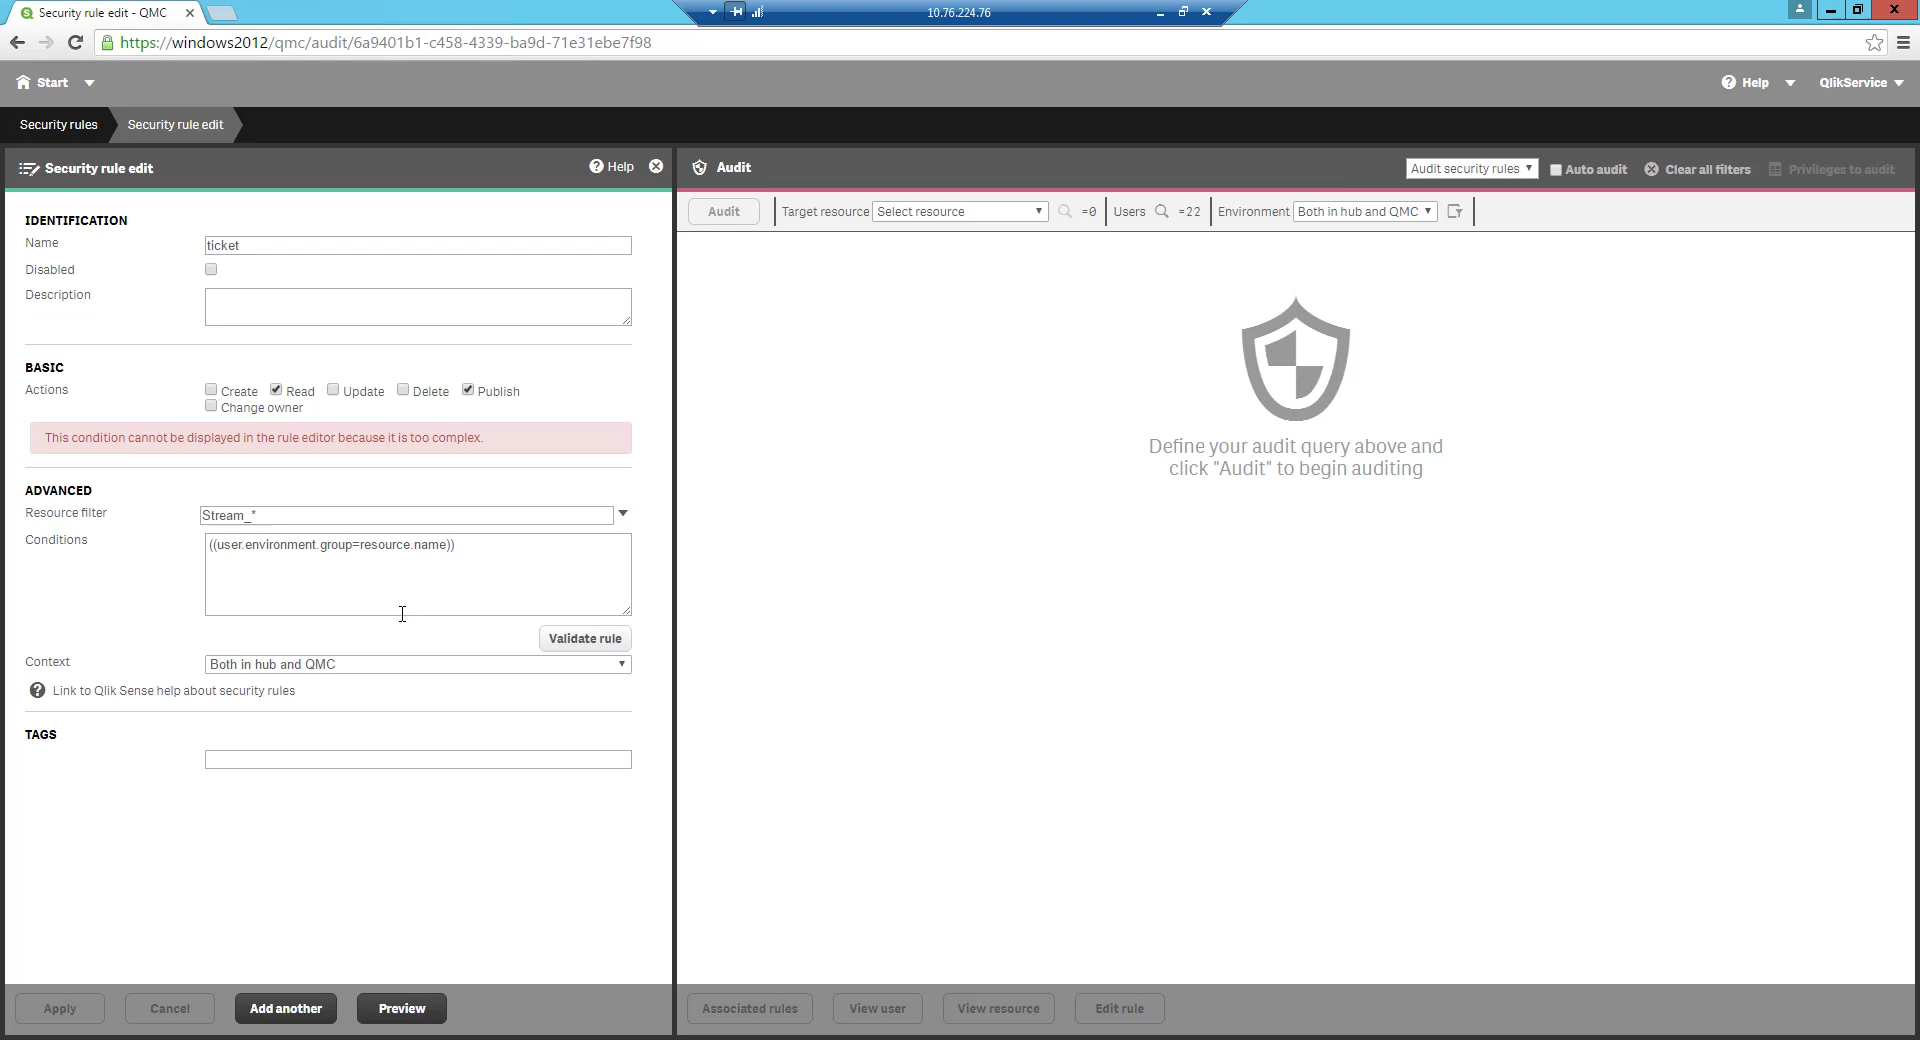 Security rule edit - QMC
10.76.224.76
https://windows2012/qmc/audit/6a9401b1-c458-4339-ba9d-71e31ebe7f98
Start
Help
QlikService
Security rules
Security rule edit
Security rule edit
Help
IDENTIFICATION
Name
ticket
Disabled
Description
BASIC
Actions
Create
Read
Update
Delete
Publish
Change owner
This condition cannot be displayed in the rule editor because it is too complex.
ADVANCED
Resource filter
Stream_*
Conditions
((user.environment.group=resource.name))
Validate rule
Context
Both in hub and QMC
Link to Qlik Sense help about security rules
TAGS
Apply
Cancel
Add another
Preview
Audit
Audit security rules
Auto audit
Clear all filters
Privileges to audit
Audit
Target resource
Select resource
=0
Users
=22
Environment
Both in hub and QMC
Define your audit query above and
click "Audit" to begin auditing
Associated rules
View user
View resource
Edit rule